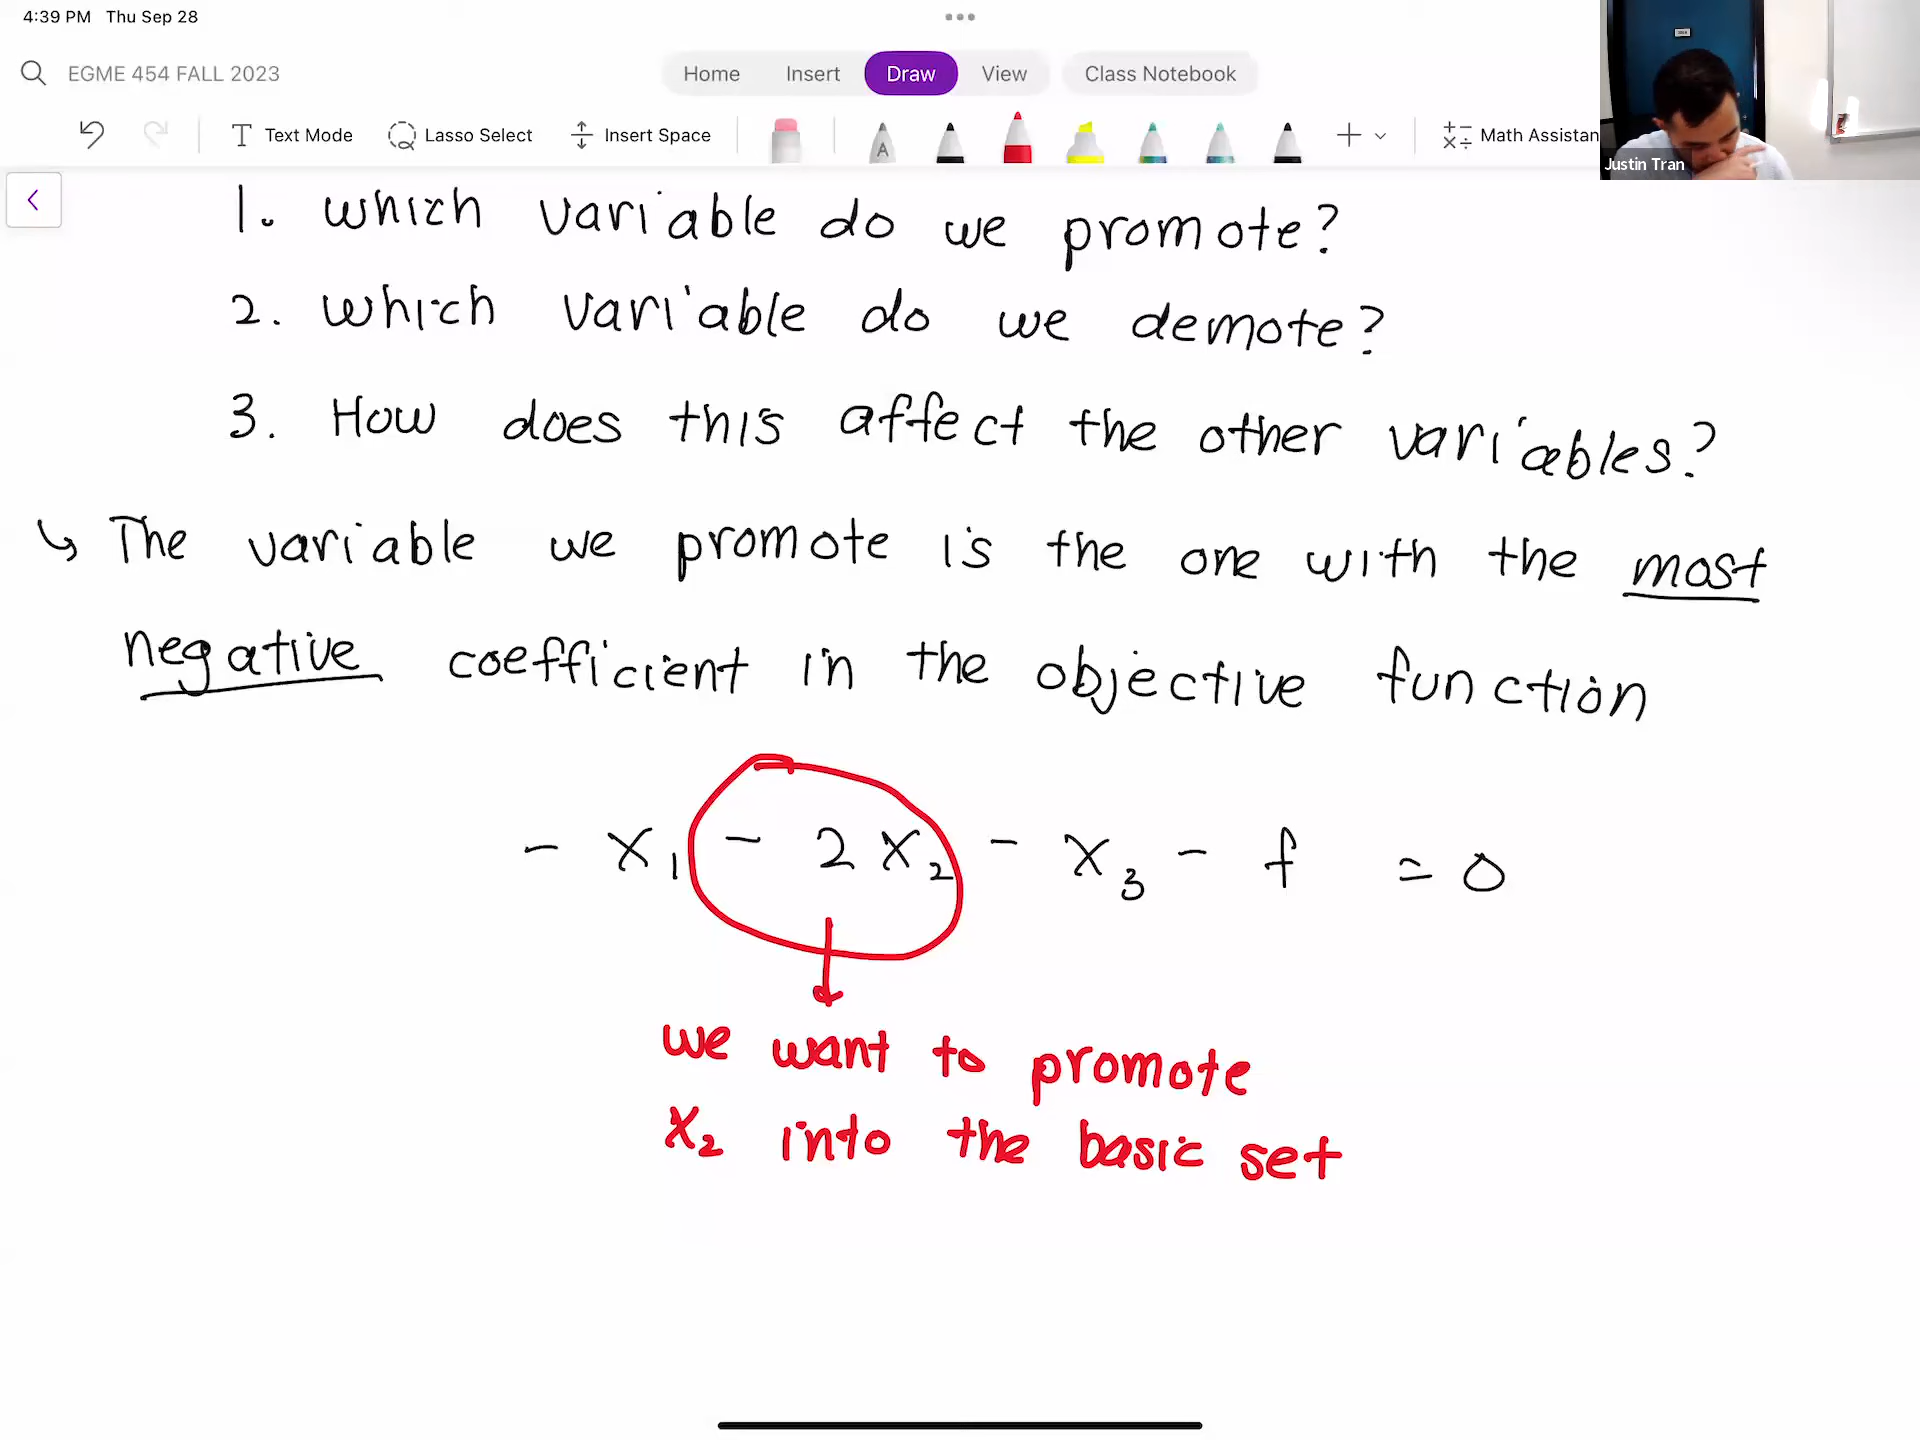 4:39 PM Thu Sep 28
EGME 454 FALL 2023
Home Insert Draw View Class Notebook
Text Mode Lasso Select Insert Space A Math Assistan
Justin Tran
1. which variable do we promote?
2. which variable do we demote?
3. How does this affect the other variables?
↳ The variable we promote is the one with the most
negative coefficient in the objective function
- x₁ - 2x₂ - x₃ - f = 0
we want to promote
x₂ into the basic set